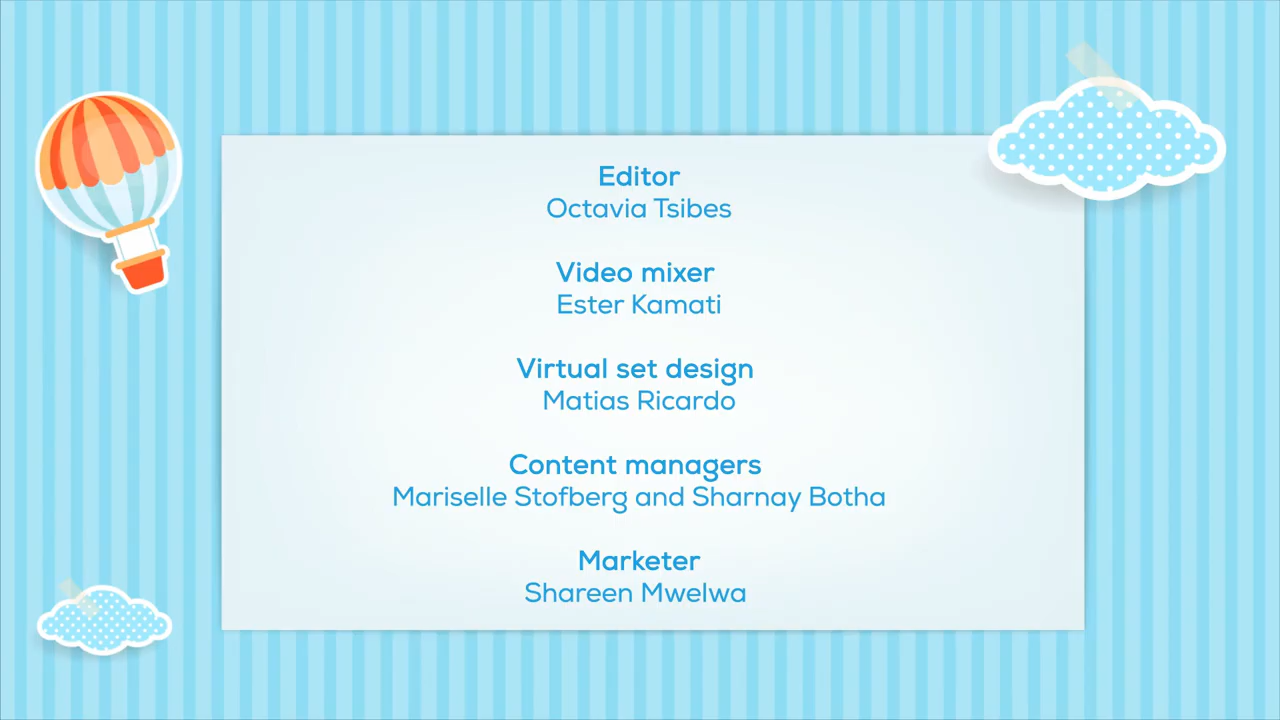 Editor
Octavia Tsibes
Video mixer
Ester Kamati
Virtual set design
Matias Ricardo
Content managers
Mariselle Stofberg and Sharnay Botha
Marketer
Shareen Mwelwa